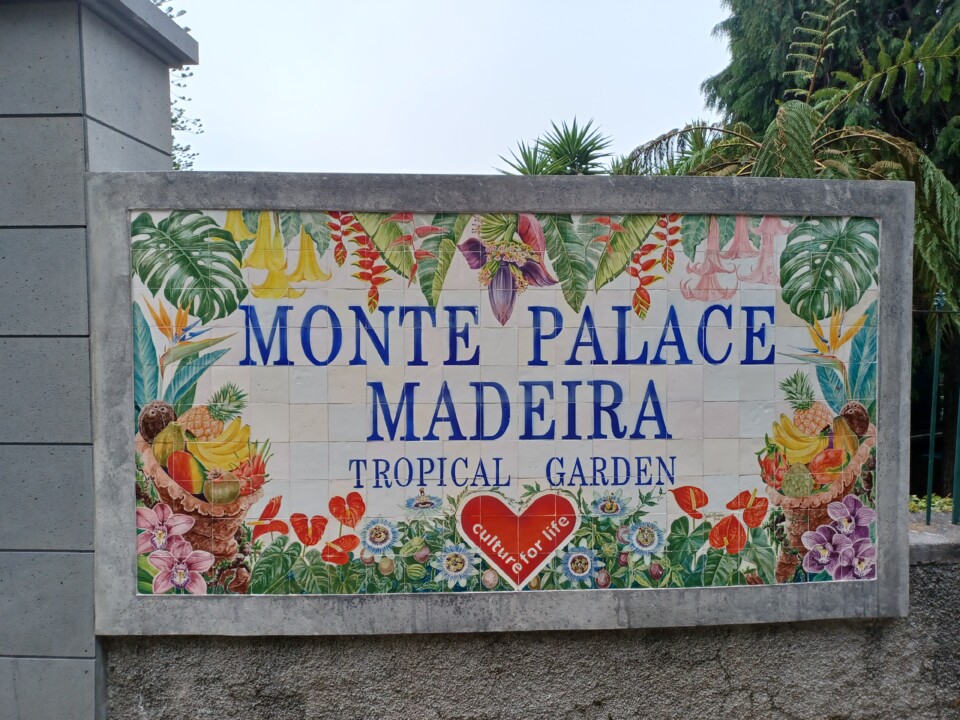 MONTE PALACE
MADEIRA
TROPICAL GARDEN
culture for life